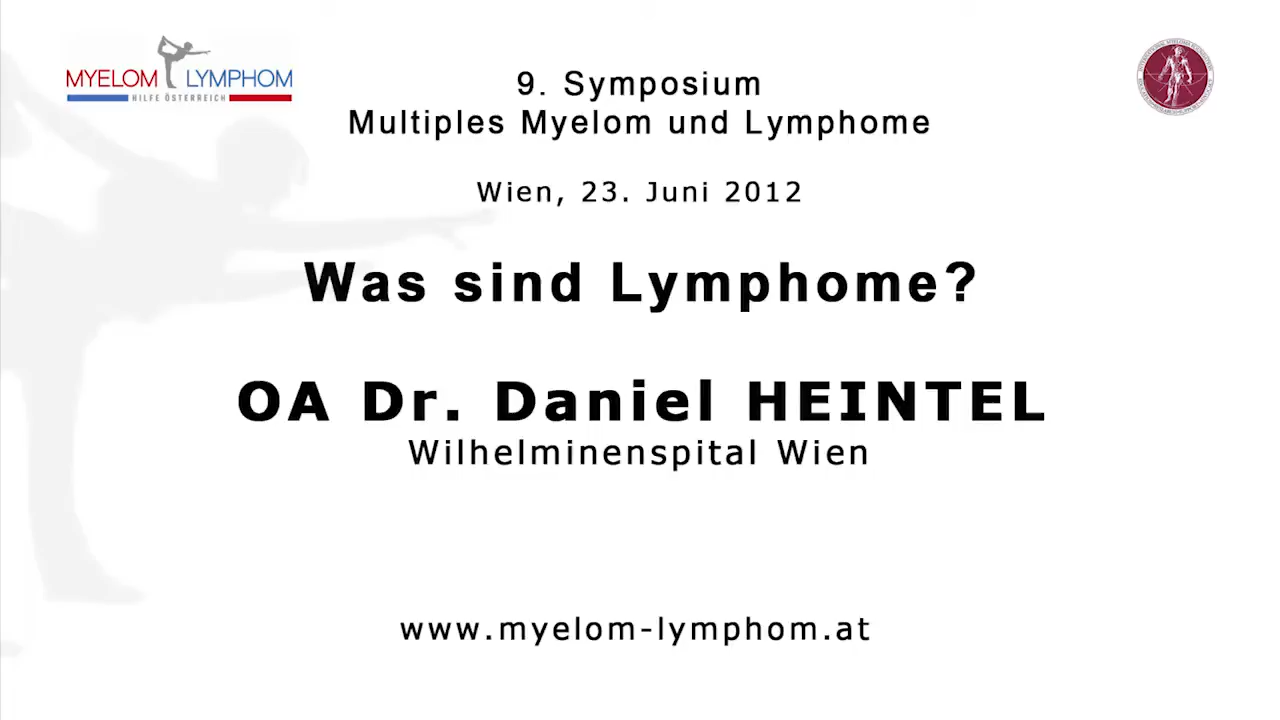 MYELOM LYMPHOM
HILFE ÖSTERREICH
9. Symposium
Multiples Myelom und Lymphome
Wien, 23. Juni 2012
Was sind Lymphome?
OA Dr. Daniel HEINTEL
Wilhelminenspital Wien
www.myelom-lymphom.at